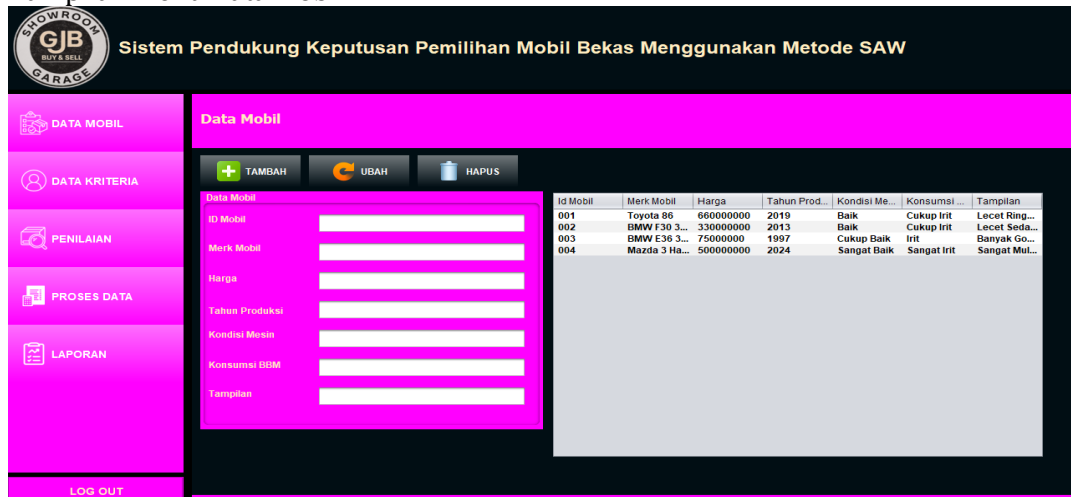 SHOWROOM
GJB
BUY & SELL
GARAGE
Sistem Pendukung Keputusan Pemilihan Mobil Bekas Menggunakan Metode SAW
DATA MOBIL
DATA KRITERIA
PENILAIAN
PROSES DATA
LAPORAN
LOG OUT
Data Mobil
TAMBAH UBAH HAPUS
Data Mobil
ID Mobil
Merk Mobil
Harga
Tahun Produksi
Kondisi Mesin
Konsumsi BBM
Tampilan
Id Mobil Merk Mobil Harga Tahun Prod... Kondisi Me... Konsumsi ... Tampilan
001 Toyota 86 660000000 2019 Baik Cukup Irit Lecet Ring...
002 BMW F30 3... 330000000 2013 Baik Cukup Irit Lecet Seda...
003 BMW E36 3... 75000000 1997 Cukup Baik Irit Banyak Go...
004 Mazda 3 Ha... 500000000 2024 Sangat Baik Sangat Irit Sangat Mul...